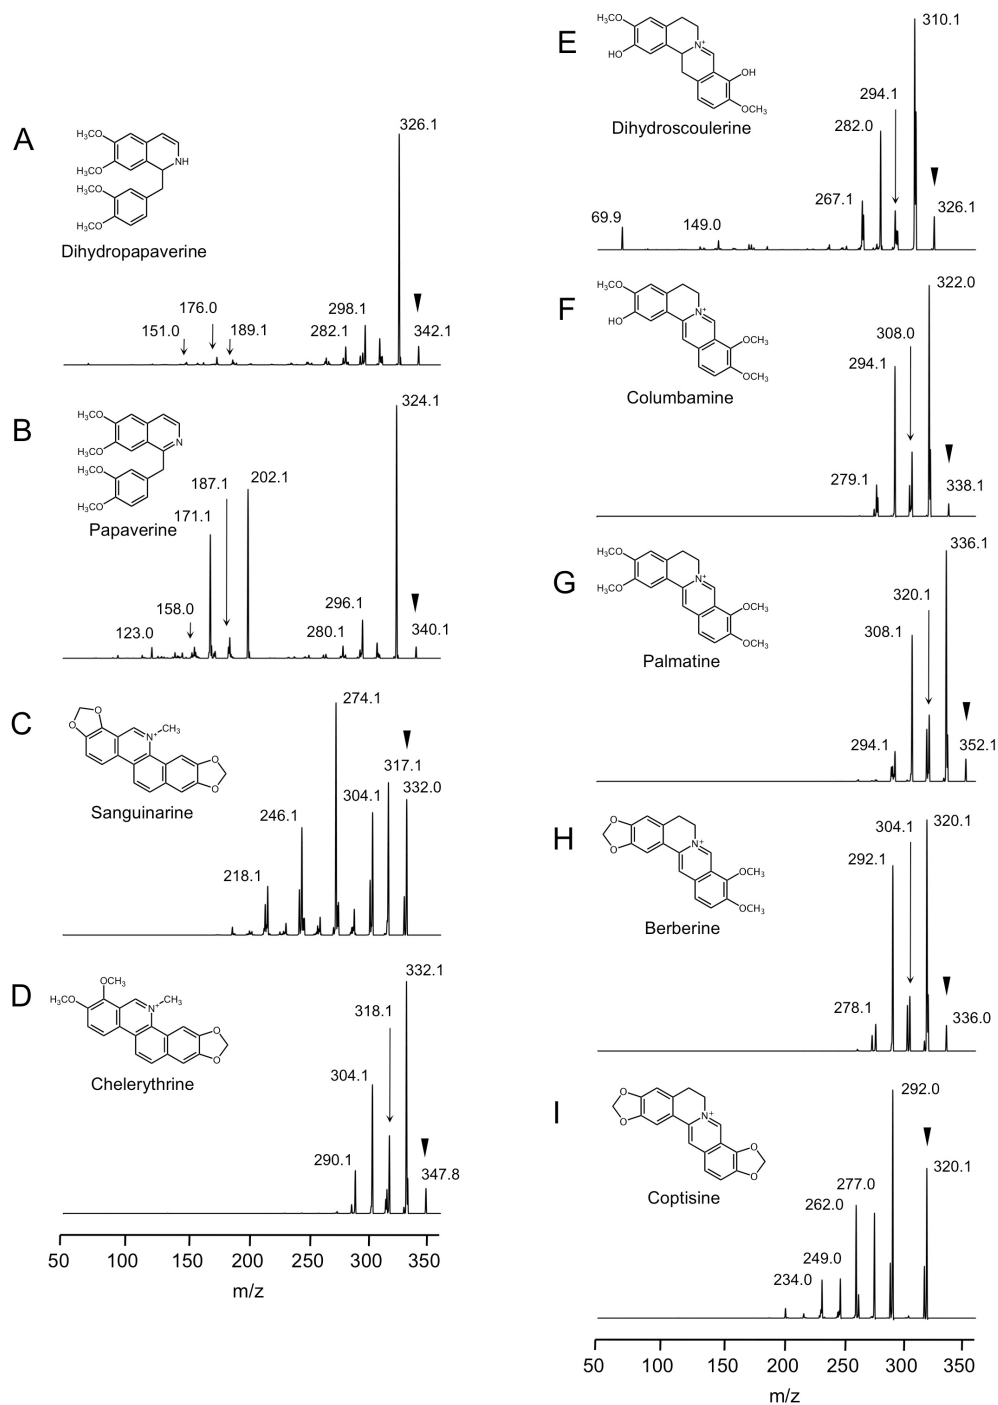 A
H₃CO
H₃CO
NH
H₃CO
H₃CO
Dihydropapaverine
326.1
176.0
151.0
189.1
298.1
282.1
342.1
B
H₃CO
H₃CO
N
H₃CO
H₃CO
Papaverine
324.1
202.1
187.1
171.1
158.0
123.0
296.1
280.1
340.1
C
O
O
N⁺
CH₃
O
O
Sanguinarine
274.1
317.1
332.0
304.1
246.1
218.1
D
OCH₃
H₃CO
N⁺
CH₃
O
O
Chelerythrine
332.1
318.1
304.1
290.1
347.8
50 100 150 200 250 300 350
m/z
E
H₃CO
HO
N⁺
OH
OCH₃
Dihydroscoulerine
310.1
294.1
282.0
267.1
326.1
69.9
149.0
F
H₃CO
HO
N⁺
OCH₃
OCH₃
Columbamine
322.0
308.0
294.1
279.1
338.1
G
H₃CO
H₃CO
N⁺
OCH₃
OCH₃
Palmatine
336.1
320.1
308.1
294.1
352.1
H
O
O
N⁺
OCH₃
OCH₃
Berberine
304.1
320.1
292.1
278.1
336.0
I
O
O
N⁺
O
O
Coptisine
292.0
320.1
277.0
262.0
249.0
234.0
50 100 150 200 250 300 350
m/z